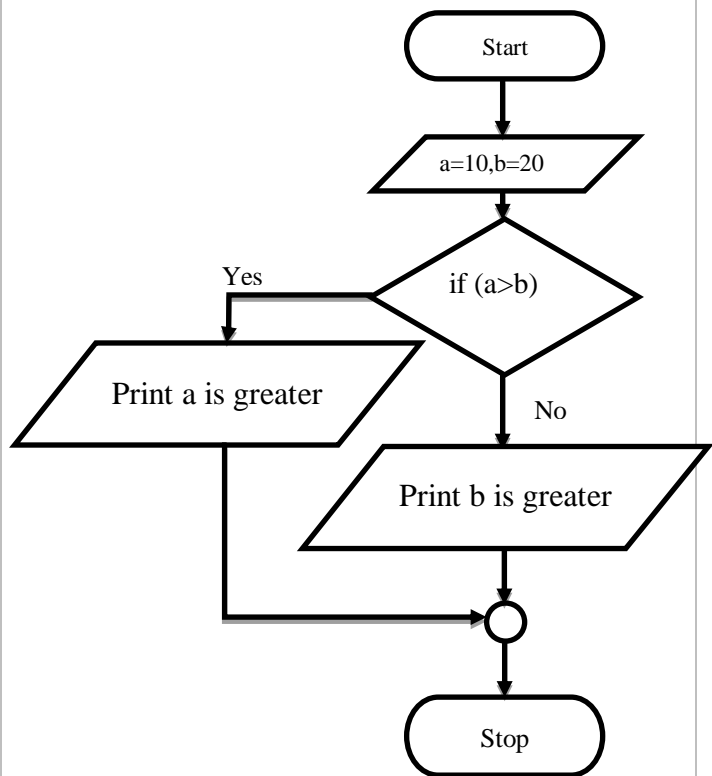 Start
a=10,b=20
if (a>b)
Yes
Print a is greater
No
Print b is greater
Stop